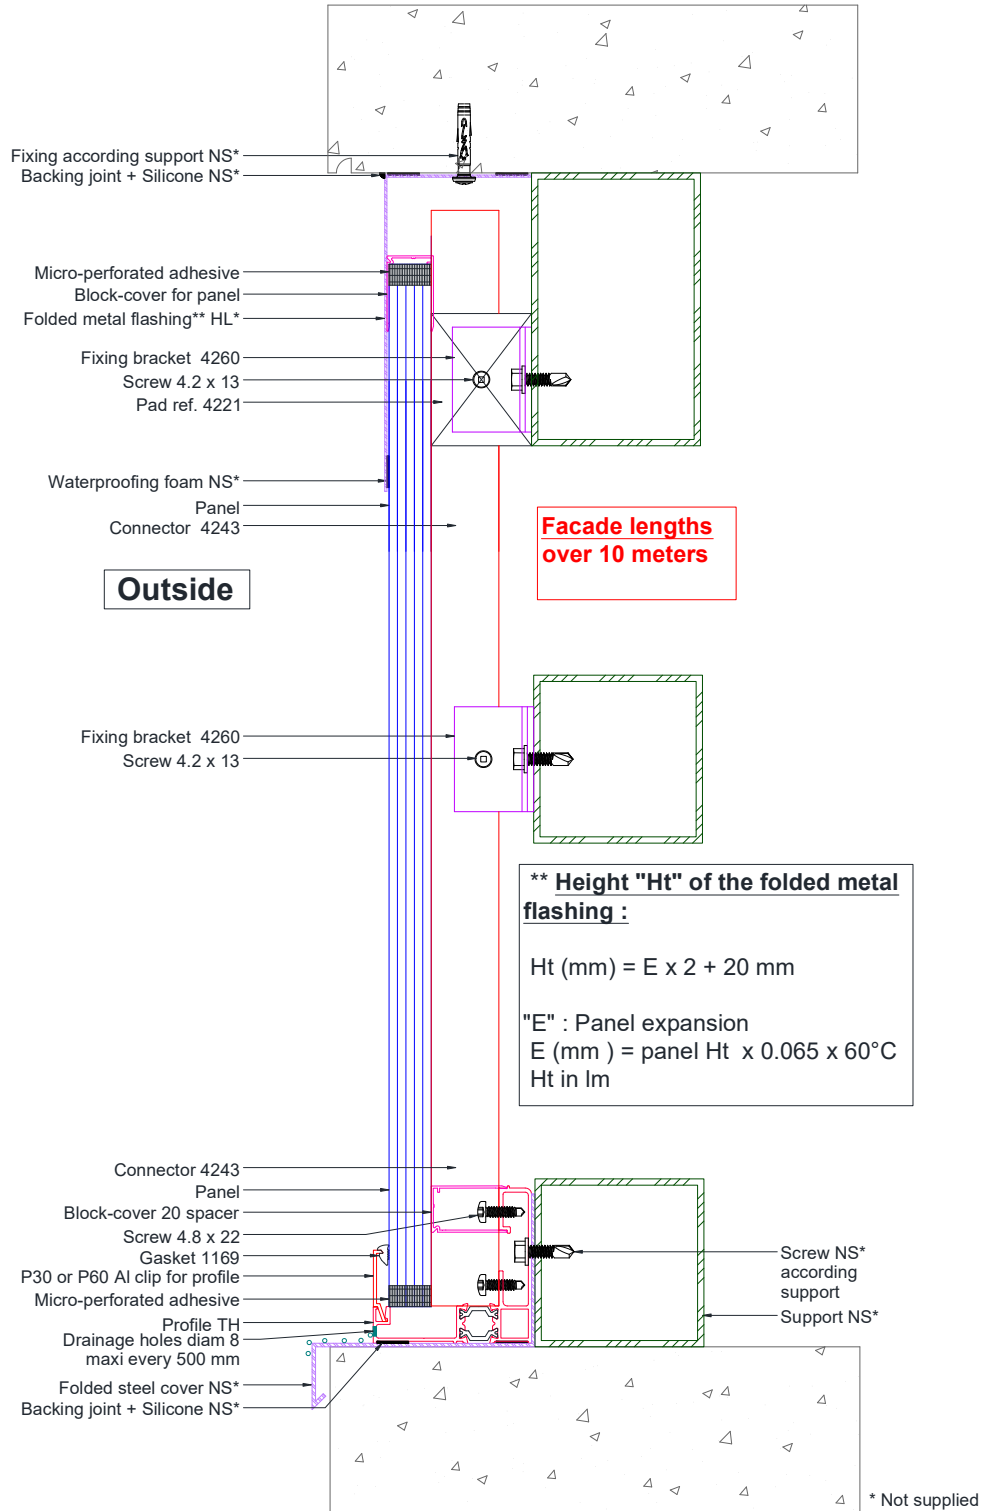 Fixing according support NS*
Backing joint + Silicone NS*
Micro-perforated adhesive
Block-cover for panel
Folded metal flashing** HL*
Fixing bracket 4260
Screw 4.2 x 13
Pad ref. 4221
Waterproofing foam NS*
Panel
Connector 4243
Facade lengths
over 10 meters
Outside
Fixing bracket 4260
Screw 4.2 x 13
** Height "Ht" of the folded metal
flashing :
Ht (mm) = E x 2 + 20 mm
"E" : Panel expansion
E (mm ) = panel Ht x 0.065 x 60°C
Ht in lm
Connector 4243
Panel
Block-cover 20 spacer
Screw 4.8 x 22
Gasket 1169
P30 or P60 Al clip for profile
Micro-perforated adhesive
Profile TH
Drainage holes diam 8
maxi every 500 mm
Folded steel cover NS*
Backing joint + Silicone NS*
Screw NS*
according
support
Support NS*
* Not supplied